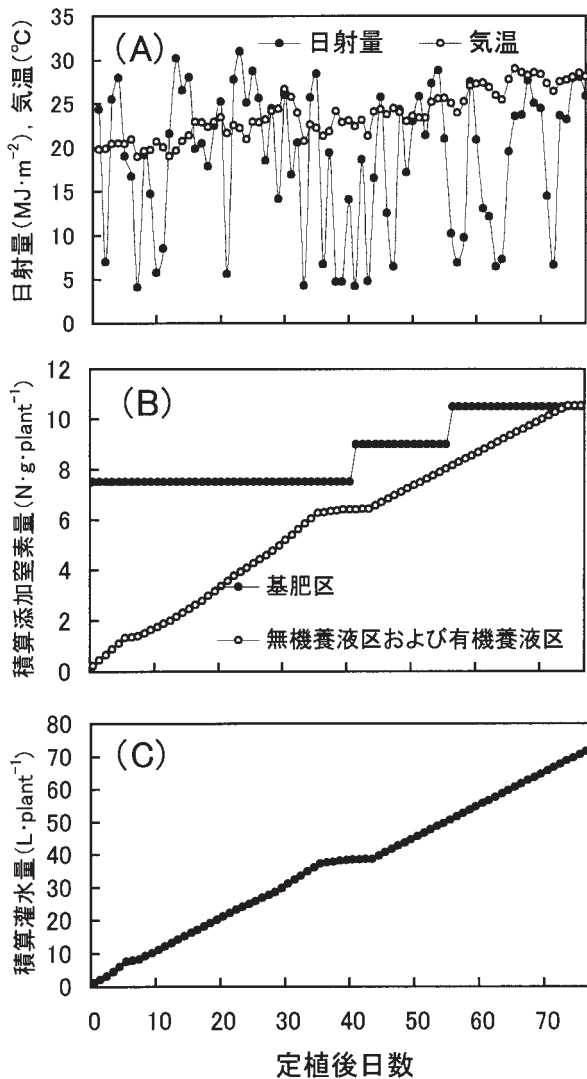 35
30
25
20
15
10
5
0
(A)
日射量
気温
日射量(MJ·m⁻²), 気温(℃)
12
10
8
6
4
2
0
(B)
基肥区
無機養液区および有機養液区
積算添加窒素量(N·g·plant⁻¹)
80
70
60
50
40
30
20
10
0
(C)
積算灌水量(L·plant⁻¹)
0 10 20 30 40 50 60 70
定植後日数